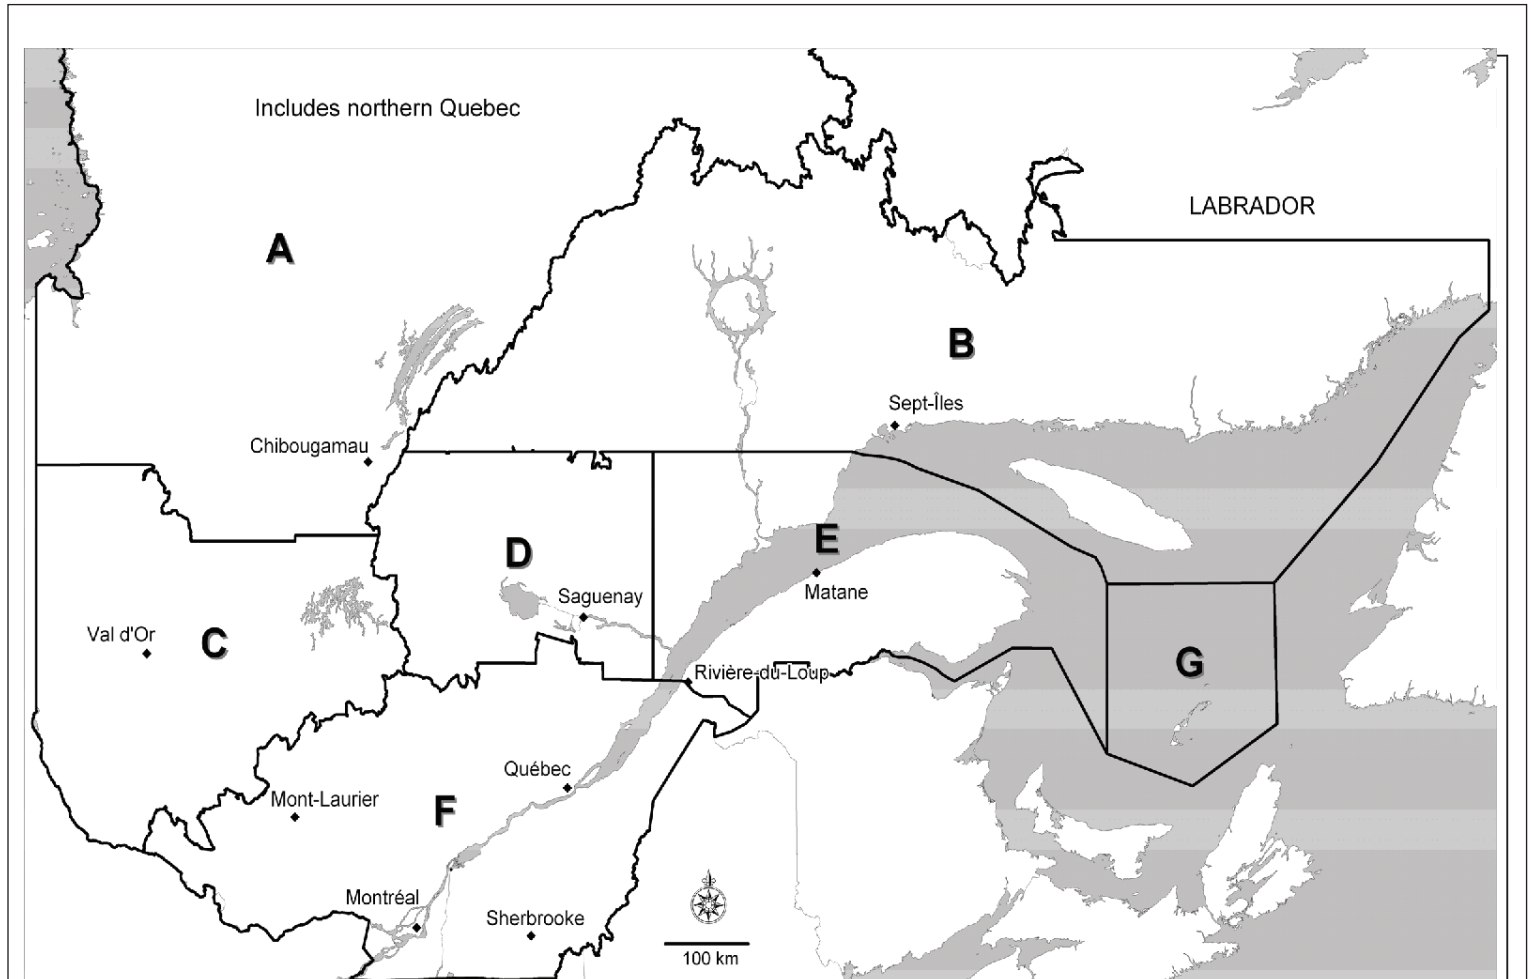 Includes northern Quebec
LABRADOR
A
B
Sept-Îles
Chibougamau
E
D
Matane
Saguenay
Val d'Or
C
G
Rivière-du-Loup
Québec
Mont-Laurier
F
Montréal
Sherbrooke
100 km